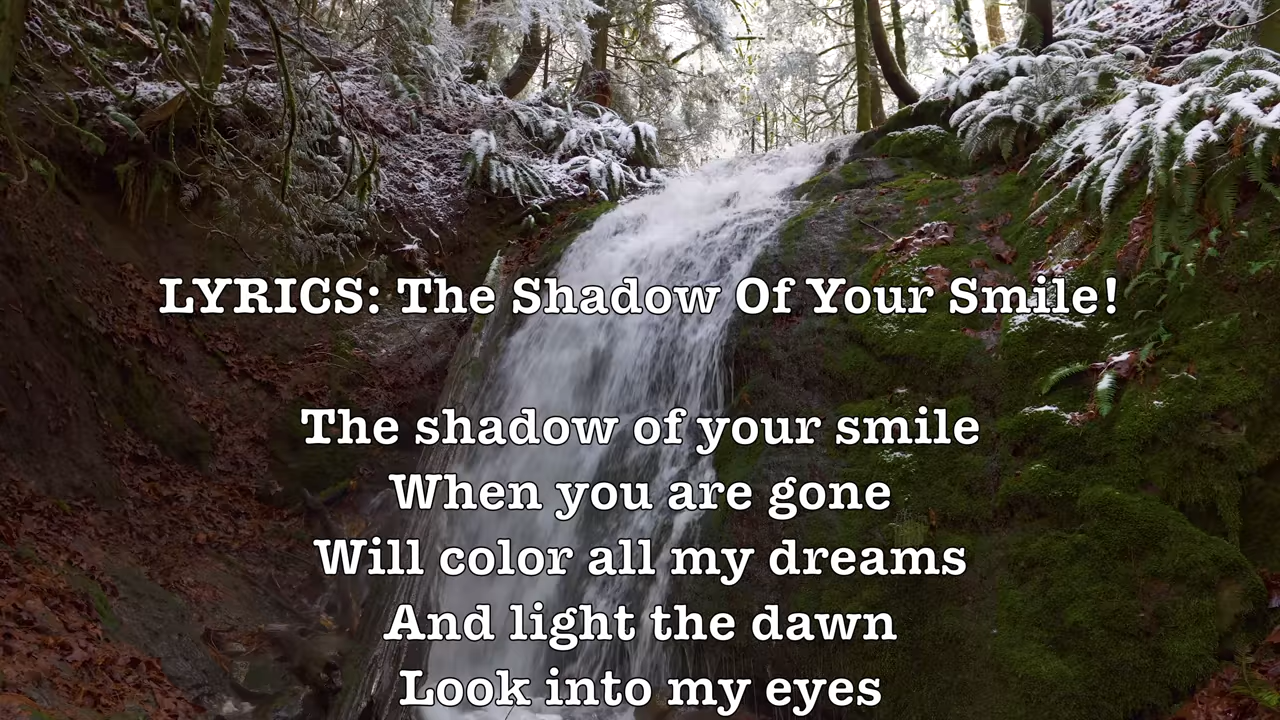 LYRICS: The Shadow Of Your Smile!
The shadow of your smile
When you are gone
Will color all my dreams
And light the dawn
Look into my eyes